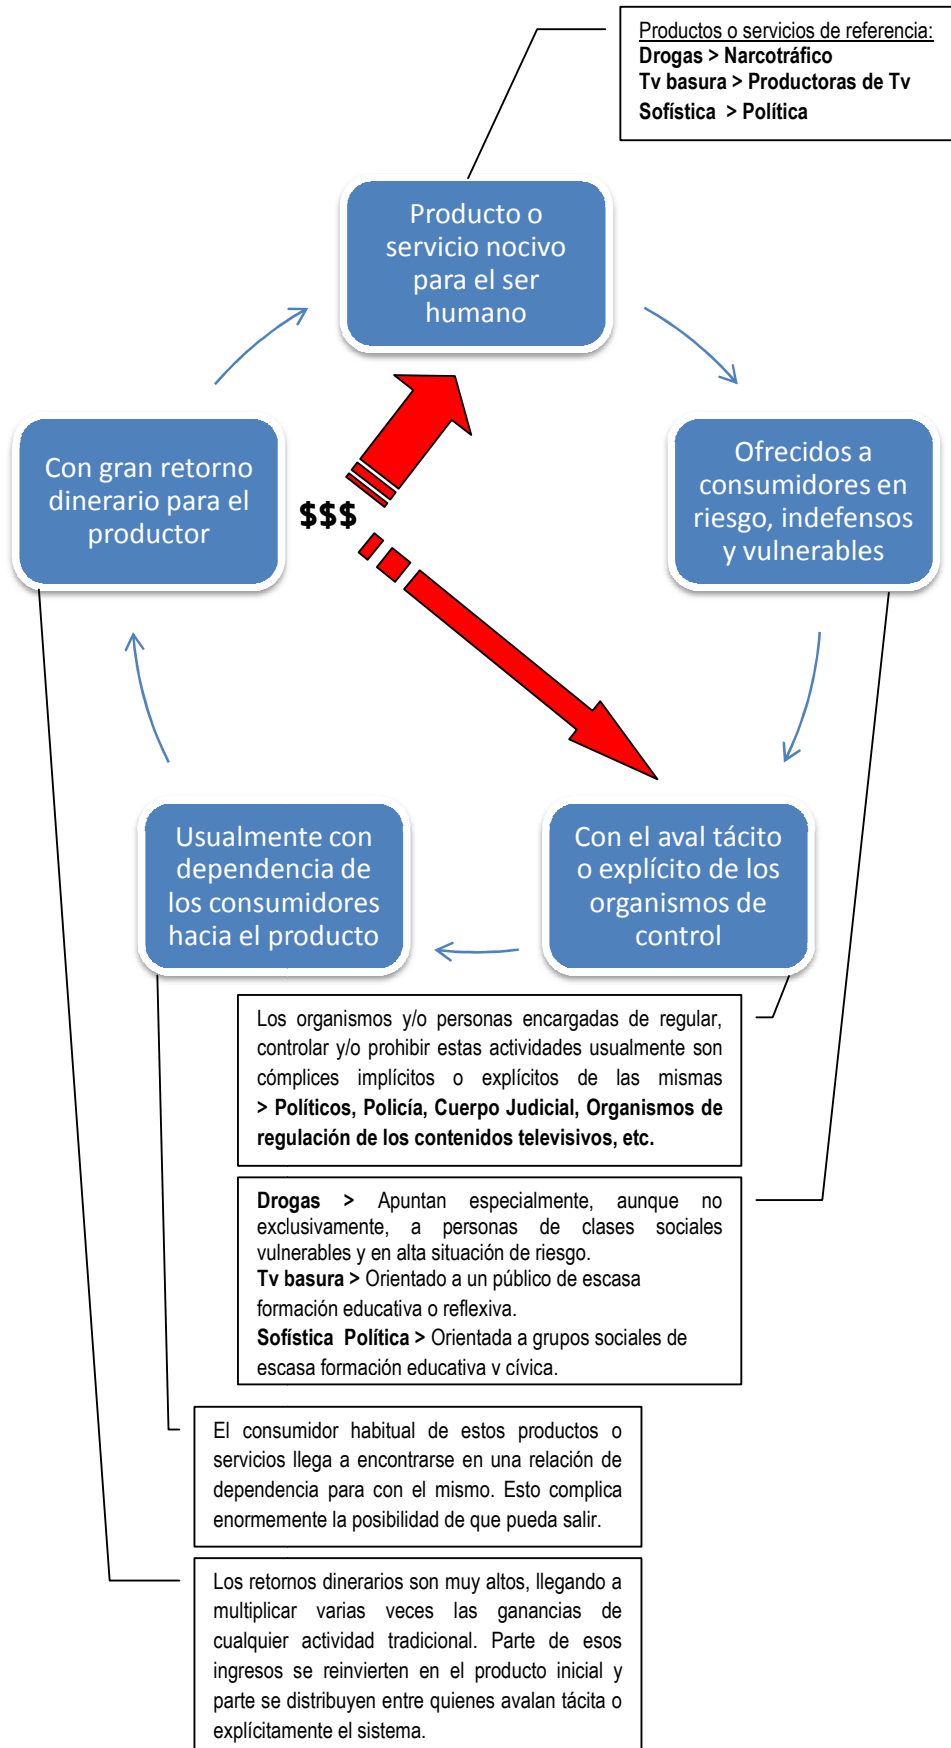 Productos o servicios de referencia:
Drogas > Narcotráfico
Tv basura > Productoras de Tv
Sofística > Política
Producto o
servicio nocivo
para el ser
humano
Con gran retorno
dinerario para el
productor
$$$
Ofrecidos a
consumidores en
riesgo, indefensos
y vulnerables
Usualmente con
dependencia de
los consumidores
hacia el producto
Con el aval tácito
o explícito de los
organismos de
control
Los organismos y/o personas encargadas de regular,
controlar y/o prohibir estas actividades usualmente son
cómplices implícitos o explícitos de las mismas
> Políticos, Policía, Cuerpo Judicial, Organismos de
regulación de los contenidos televisivos, etc.
Drogas > Apuntan especialmente, aunque no
exclusivamente, a personas de clases sociales
vulnerables y en alta situación de riesgo.
Tv basura > Orientado a un público de escasa
formación educativa o reflexiva.
Sofística Política > Orientada a grupos sociales de
escasa formación educativa y cívica.
El consumidor habitual de estos productos o
servicios llega a encontrarse en una relación de
dependencia para con el mismo. Esto complica
enormemente la posibilidad de que pueda salir.
Los retornos dinerarios son muy altos, llegando a
multiplicar varias veces las ganancias de
cualquier actividad tradicional. Parte de esos
ingresos se reinvierten en el producto inicial y
parte se distribuyen entre quienes avalan tácita o
explícitamente el sistema.